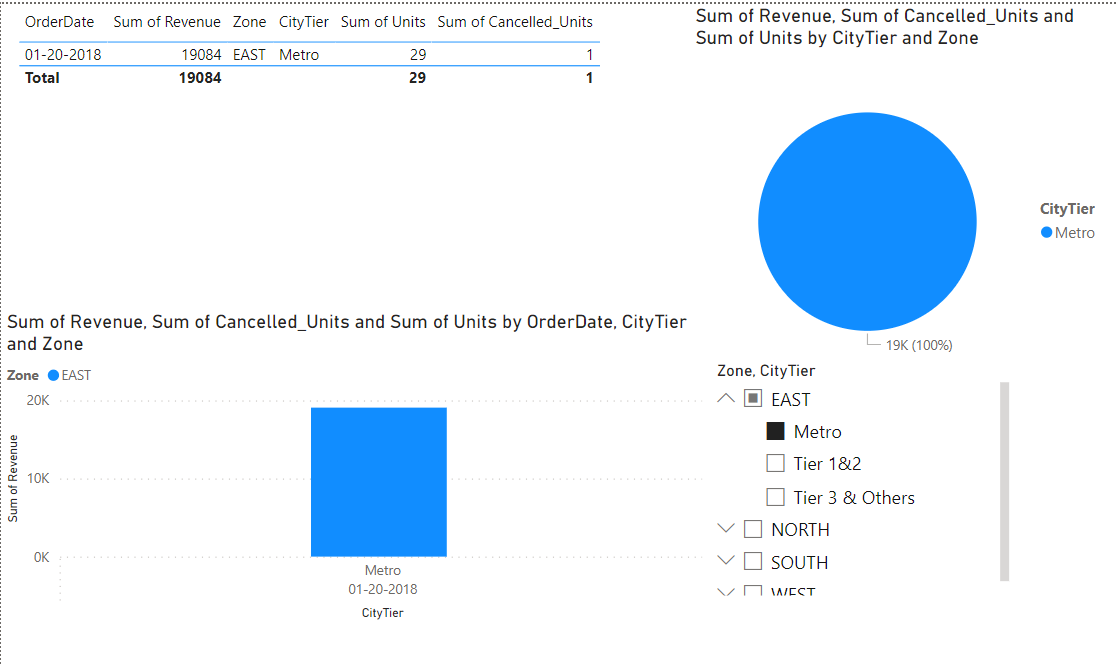 OrderDate Sum of Revenue Zone CityTier Sum of Units Sum of Cancelled_Units
01-20-2018 19084 EAST Metro 29 1
Total 19084 29 1
Sum of Revenue, Sum of Cancelled_Units and
Sum of Units by CityTier and Zone
CityTier
Metro
19K (100%)
Sum of Revenue, Sum of Cancelled_Units and Sum of Units by OrderDate, CityTier
and Zone
Zone EAST
20K
10K
0K
Sum of Revenue
Metro
01-20-2018
CityTier
Zone, CityTier
EAST
Metro
Tier 1&2
Tier 3 & Others
NORTH
SOUTH
WEST